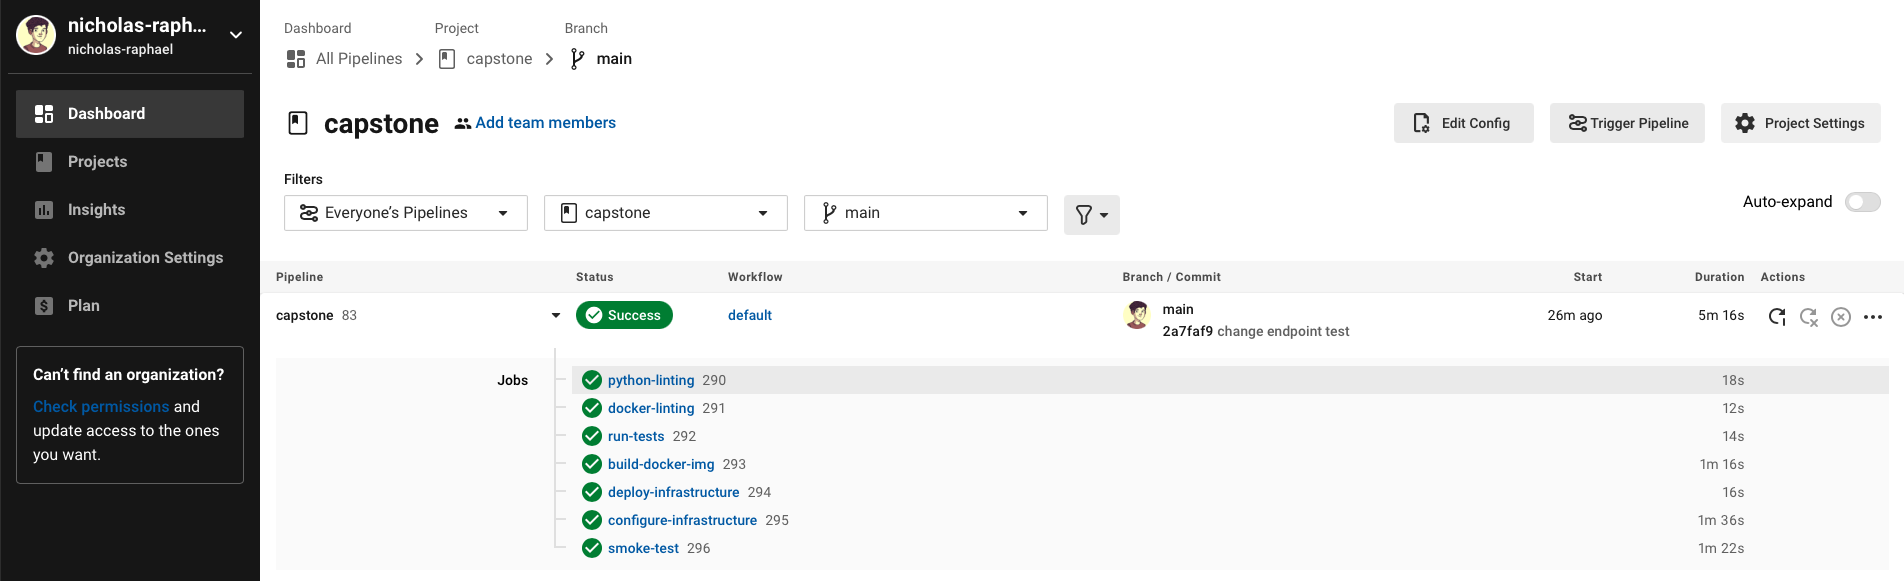 nicholas-raph...
nicholas-raphael
Dashboard
Projects
Insights
Organization Settings
Plan
Can't find an organization?
Check permissions and
update access to the ones
you want.
Dashboard Project Branch
All Pipelines capstone main
capstone Add team members
Edit Config Trigger Pipeline Project Settings
Filters
Everyone's Pipelines capstone main
Auto-expand
Pipeline Status Workflow Branch / Commit Start Duration Actions
capstone 83 Success default main 26m ago 5m 16s
2a7faf9 change endpoint test
Jobs python-linting 290 18s
docker-linting 291 12s
run-tests 292 14s
build-docker-img 293 1m 16s
deploy-infrastructure 294 16s
configure-infrastructure 295 1m 36s
smoke-test 296 1m 22s